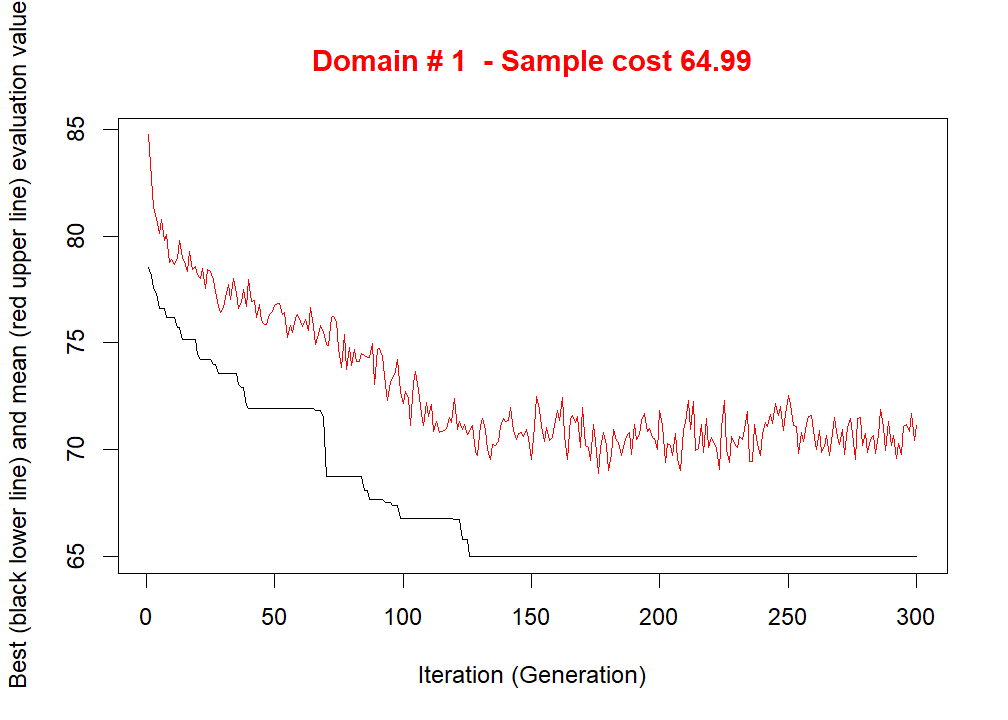 Domain # 1  - Sample cost 64.99
Best (black lower line) and mean (red upper line) evaluation value
85
80
75
70
65
0 50 100 150 200 250 300
Iteration (Generation)